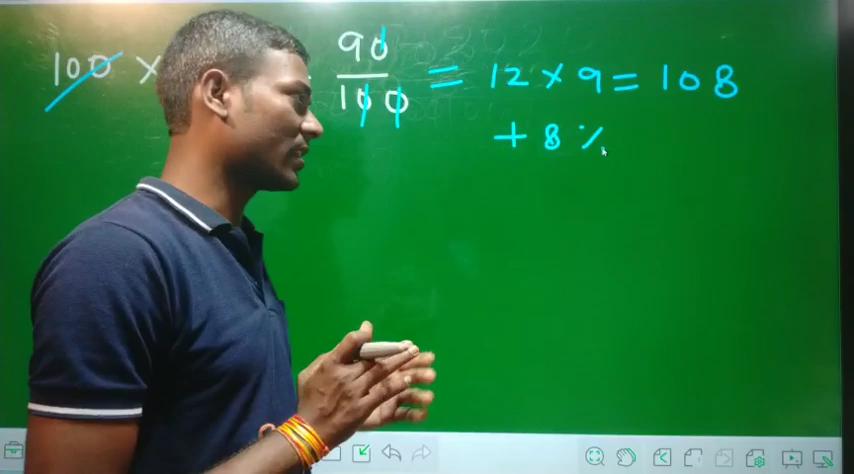 100 × 90/100 = 12 × 9 = 108
+ 8 %